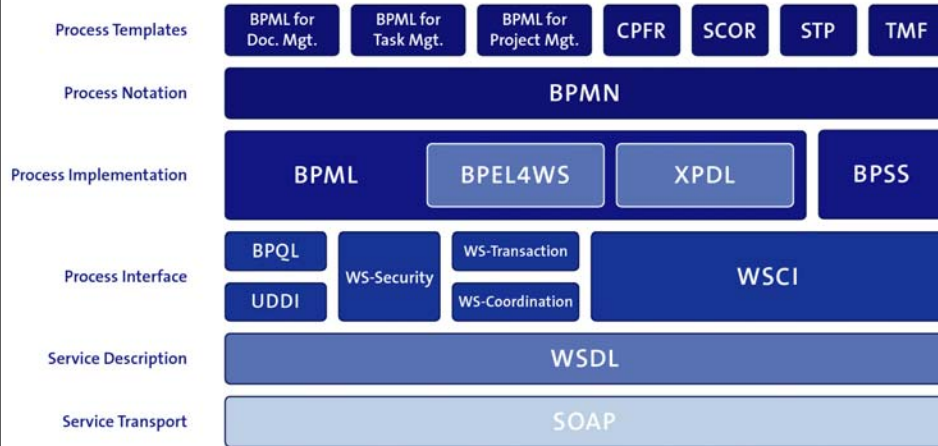 Process Templates
BPML for
Doc. Mgt.
BPML for
Task Mgt.
BPML for
Project Mgt.
CPFR
SCOR
STP
TMF
Process Notation
BPMN
Process Implementation
BPML
BPEL4WS
XPDL
BPSS
Process Interface
BPQL
UDDI
WS-Security
WS-Transaction
WS-Coordination
WSCI
Service Description
WSDL
Service Transport
SOAP